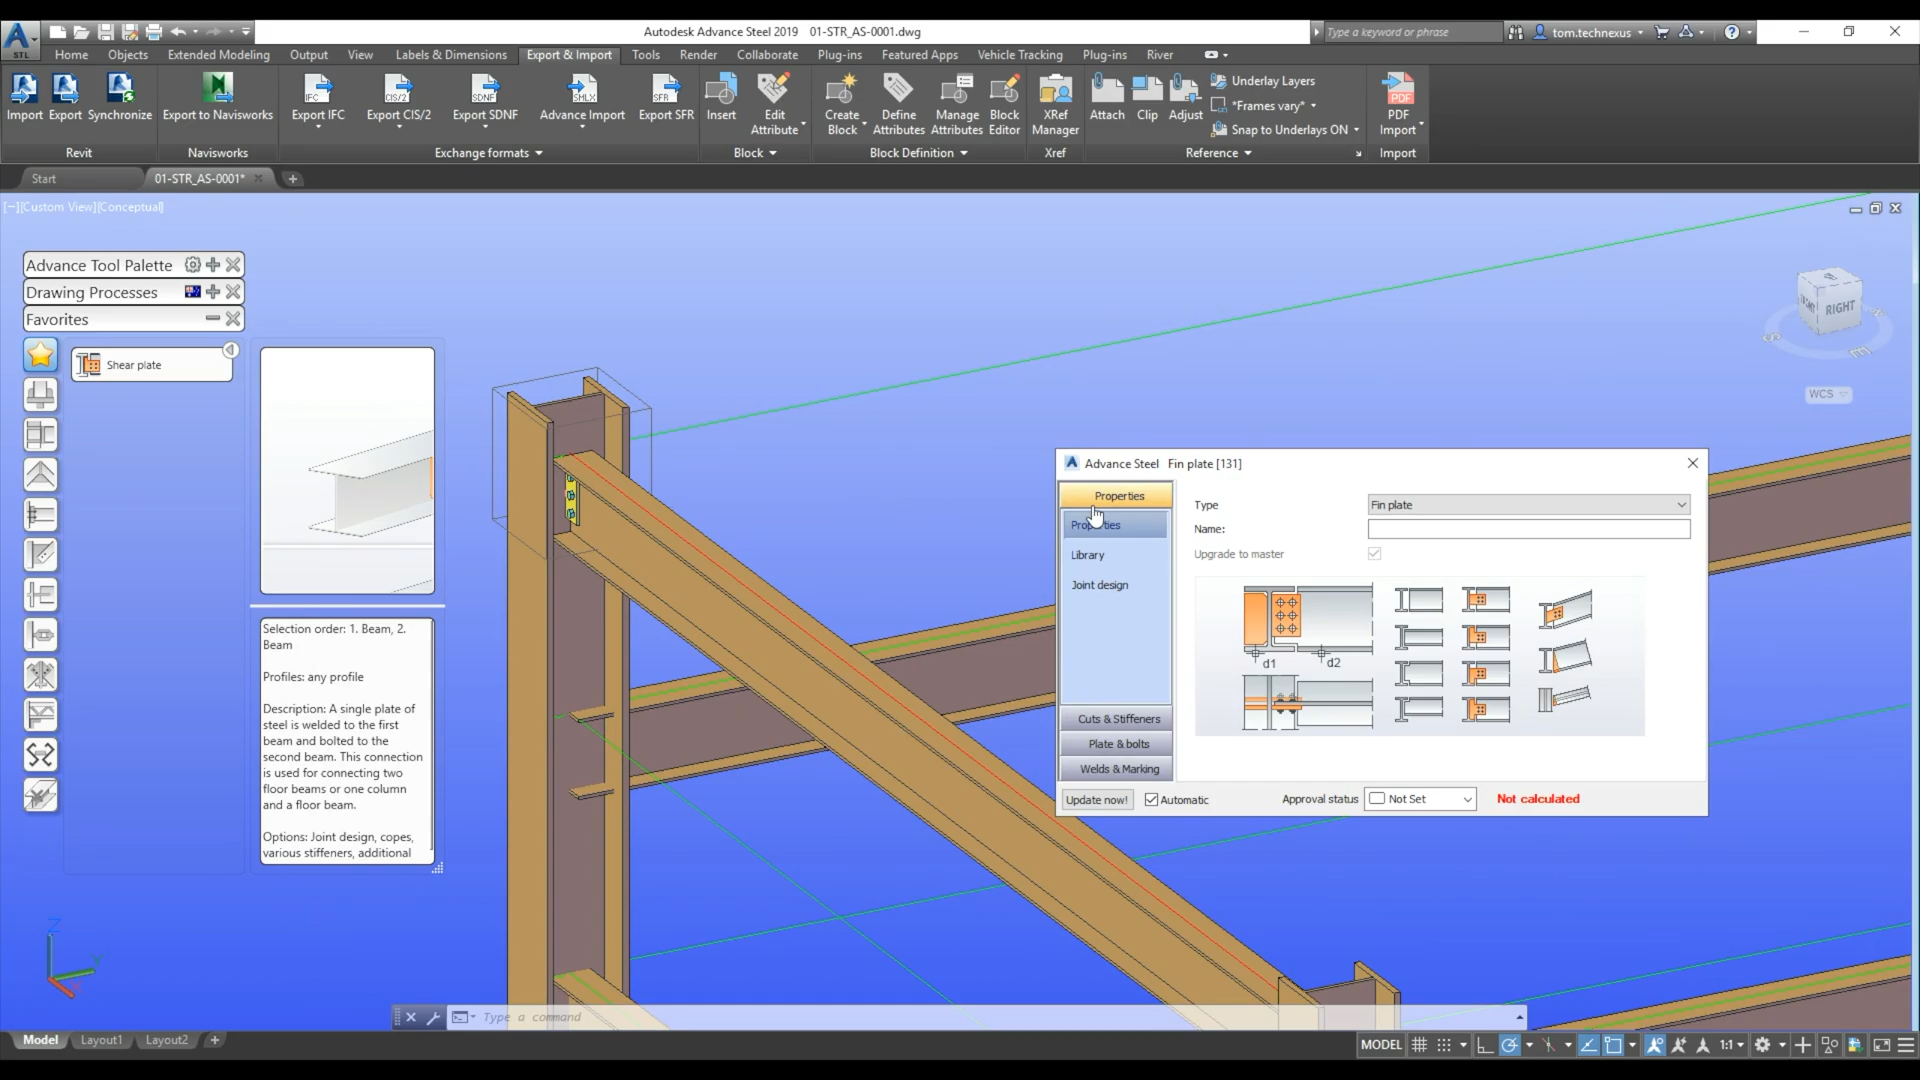 Autodesk Advance Steel 2019 01-STR_AS-0001.dwg
Type a keyword or phrase
tom.technexus
STL
Home Objects Extended Modeling Output View Labels & Dimensions Export & Import Tools Render Collaborate Plug-ins Featured Apps Vehicle Tracking Plug-ins River
Import Export Synchronize
Revit
Export to Navisworks
Navisworks
IFC
Export IFC
CIS/2
Export CIS/2
SDNF
Export SDNF
SMLX
Advance Import
SFR
Export SFR
Exchange formats
Insert
Edit
Attribute
Block
Create
Block
Define
Attributes
Manage
Attributes
Block
Editor
Block Definition
XRef
Manager
Xref
Attach Clip Adjust
Underlay Layers
*Frames vary*
Snap to Underlays ON
Reference
PDF
PDF
Import
Import
Start 01-STR_AS-0001*
[−][Custom View][Conceptual]
RIGHT
WCS
Advance Tool Palette
Drawing Processes
Favorites
Shear plate
Selection order: 1. Beam, 2.
Beam
Profiles: any profile
Description: A single plate of
steel is welded to the first
beam and bolted to the
second beam. This connection
is used for connecting two
floor beams or one column
and a floor beam.
Options: Joint design, copes,
various stiffeners, additional
Advance Steel Fin plate [131]
Properties
Properties
Library
Joint design
Cuts & Stiffeners
Plate & bolts
Welds & Marking
Type Fin plate
Name:
Upgrade to master
d1 d2
Update now! Automatic Approval status Not Set Not calculated
Z
Y
Type a command
Model Layout1 Layout2
MODEL 1:1